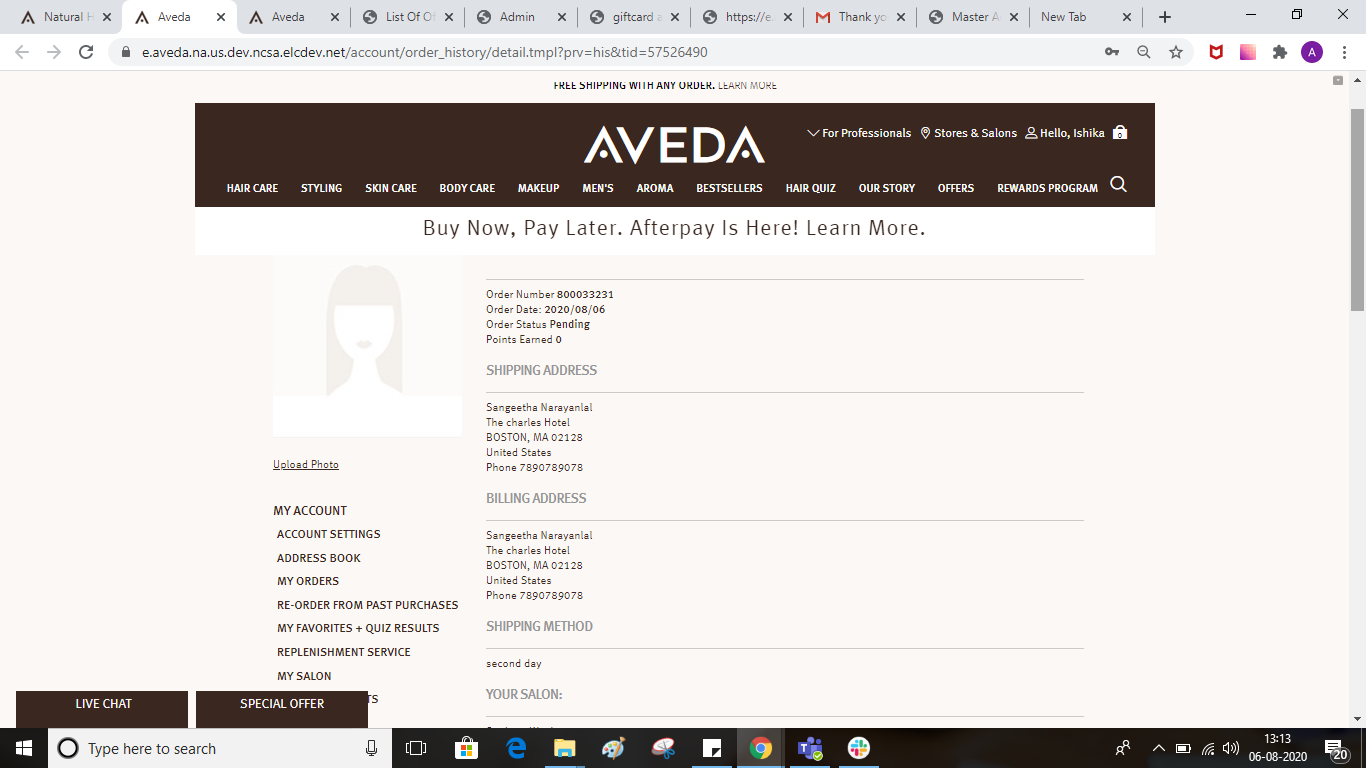 Natural H
Aveda
Aveda
List Of Of
Admin
giftcard a
https://e.
Thank yo
Master A
New Tab
e.aveda.na.us.dev.ncsa.elcdev.net/account/order_history/detail.tmpl?prv=his&tid=57526490
A
FREE SHIPPING WITH ANY ORDER. LEARN MORE
AVEDA
For Professionals
Stores & Salons
Hello, Ishika
0
HAIR CARE
STYLING
SKIN CARE
BODY CARE
MAKEUP
MEN'S
AROMA
BESTSELLERS
HAIR QUIZ
OUR STORY
OFFERS
REWARDS PROGRAM
Buy Now, Pay Later. Afterpay Is Here! Learn More.
Order Number 800033231
Order Date: 2020/08/06
Order Status Pending
Points Earned 0
SHIPPING ADDRESS
Sangeetha Narayanlal
The charles Hotel
BOSTON, MA 02128
United States
Phone 7890789078
BILLING ADDRESS
Sangeetha Narayanlal
The charles Hotel
BOSTON, MA 02128
United States
Phone 7890789078
SHIPPING METHOD
second day
YOUR SALON:
Upload Photo
MY ACCOUNT
ACCOUNT SETTINGS
ADDRESS BOOK
MY ORDERS
RE-ORDER FROM PAST PURCHASES
MY FAVORITES + QUIZ RESULTS
REPLENISHMENT SERVICE
MY SALON
TS
LIVE CHAT
SPECIAL OFFER
Type here to search
13:13
06-08-2020
20